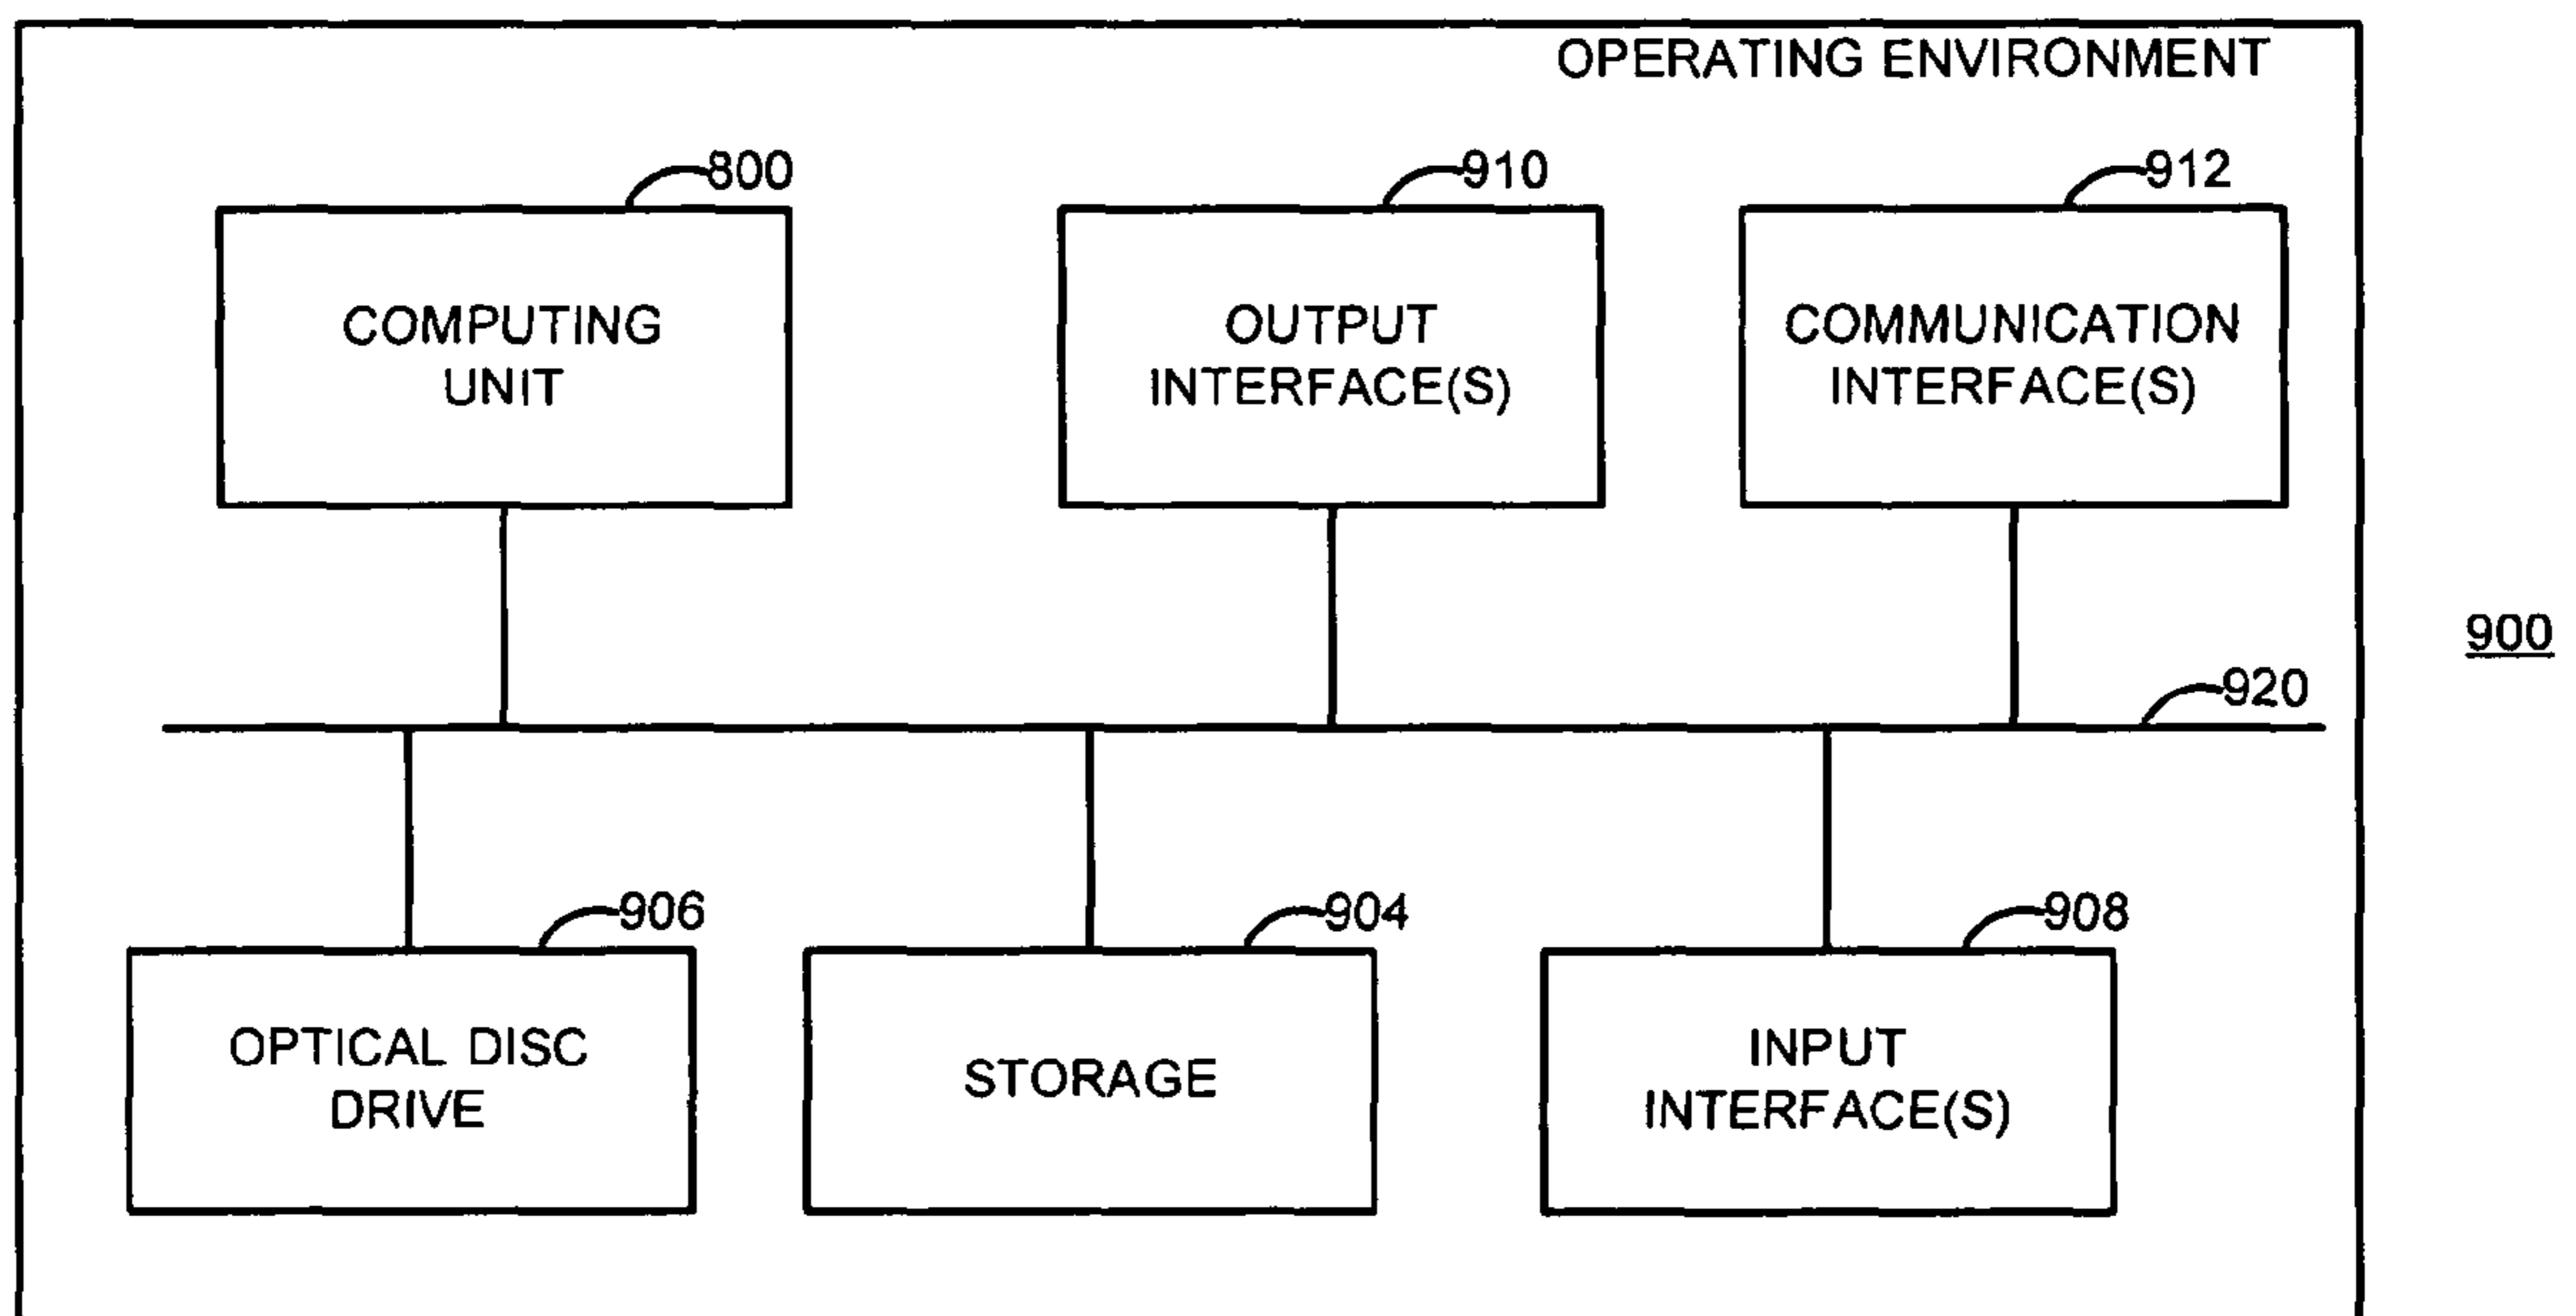 OPERATING ENVIRONMENT
800
910
912
COMPUTING
UNIT
OUTPUT
INTERFACE(S)
COMMUNICATION
INTERFACE(S)
900
920
906
904
908
OPTICAL DISC
DRIVE
STORAGE
INPUT
INTERFACE(S)